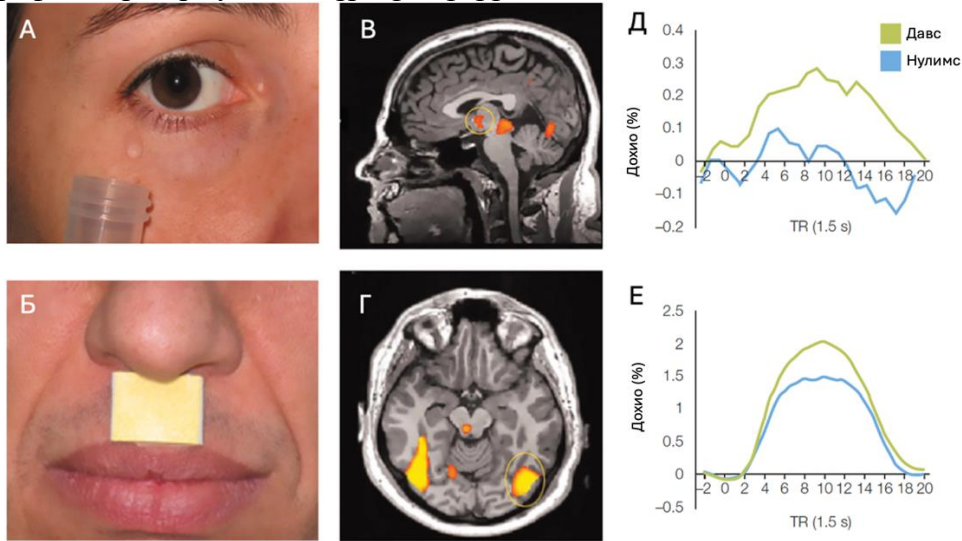 А
В
Д
0.4
0.3
0.2
0.1
0
−0.1
−0.2
Дохио (%)
−2 0 2 4 6 8 10 12 14 16 18 20
TR (1.5 s)
Давс
Нулимс
Б
Г
Е
2.5
2
1.5
1
0.5
0
−0.5
Дохио (%)
−2 0 2 4 6 8 10 12 14 16 18 20
TR (1.5 s)